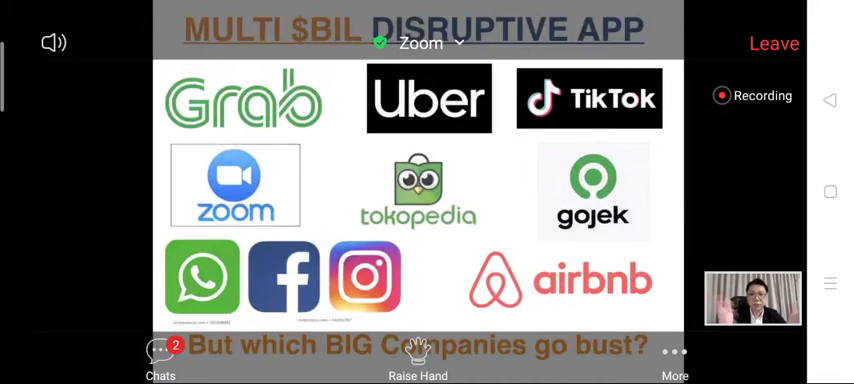 MULTI $BIL DISRUPTIVE APP
Zoom
Leave
Grab
Uber
TikTok
Recording
zoom
tokopedia
gojek
airbnb
But which BIG Companies go bust?
2
Chats
Raise Hand
More